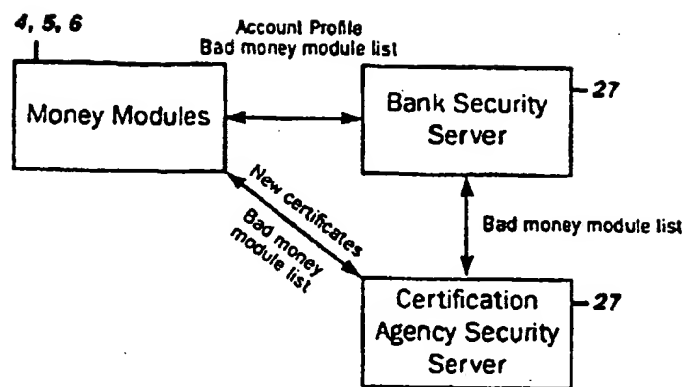 4, 5, 6
Account Profile
Bad money module list
Money Modules
Bank Security
Server
27
New certificates
Bad money
module list
Bad money module list
Certification
Agency Security
Server
27